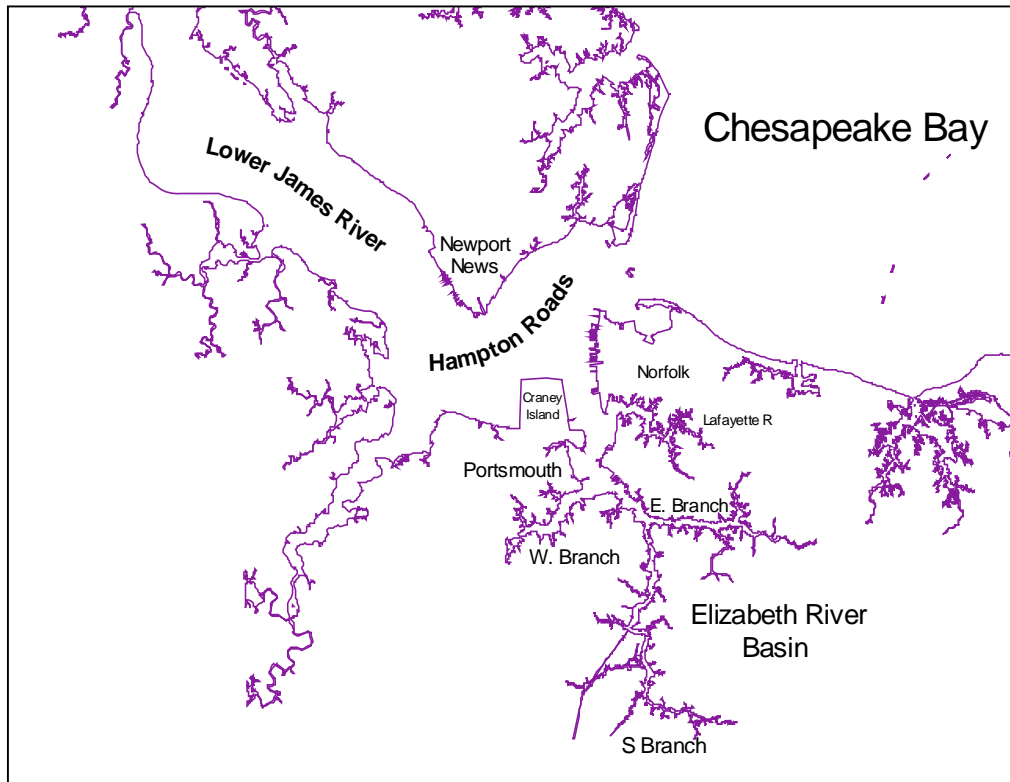 Chesapeake Bay
Lower James River
Newport
News
Hampton Roads
Norfolk
Craney
Island
Lafayette R
Portsmouth
E. Branch
W. Branch
Elizabeth River
Basin
S Branch